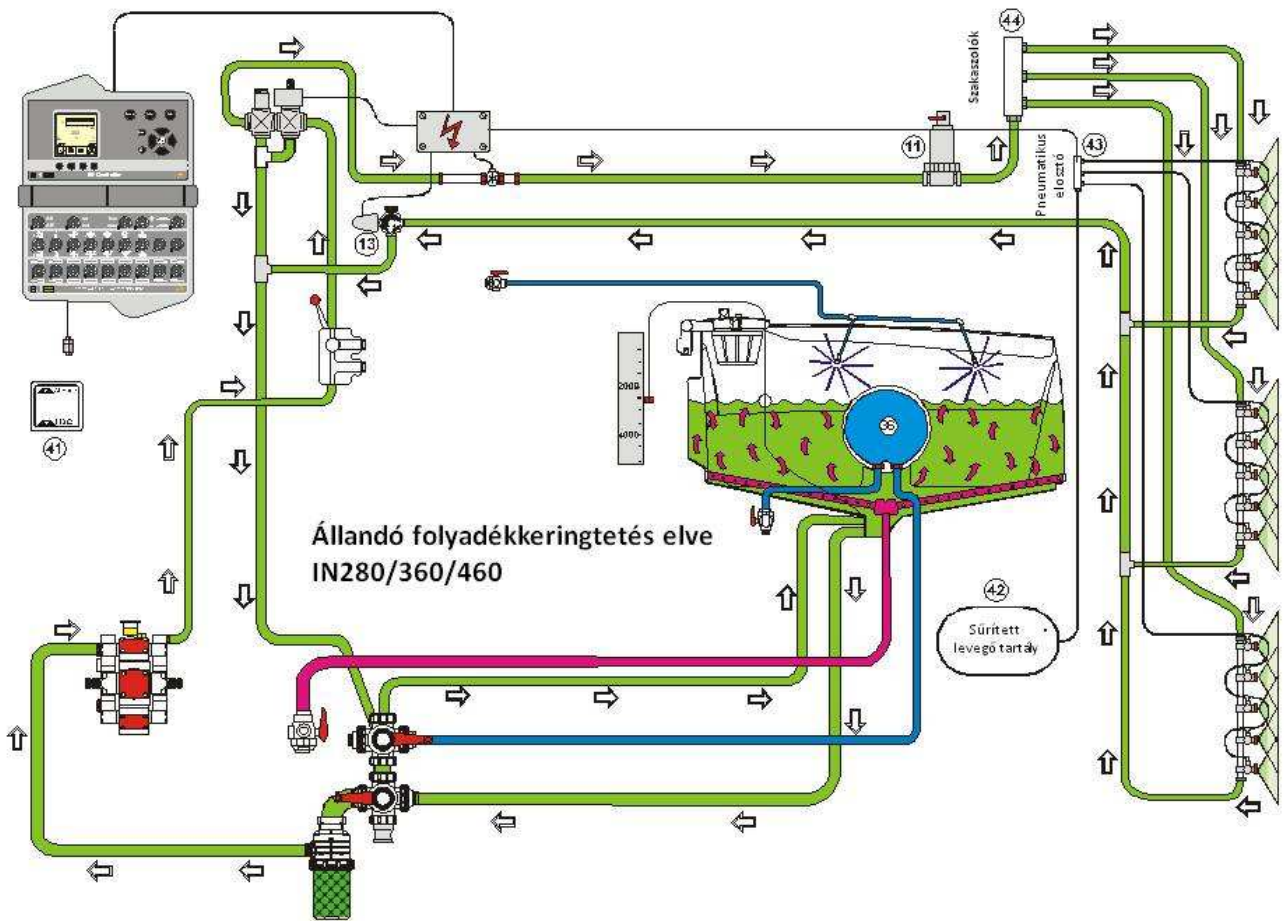 44
Szakaszolók
11
43
Pneumatikus
elosztó
13
2000
4000
36
41
Állandó folyadékkeringtetés elve
IN280/360/460
42
Sűrített
levegő tartály